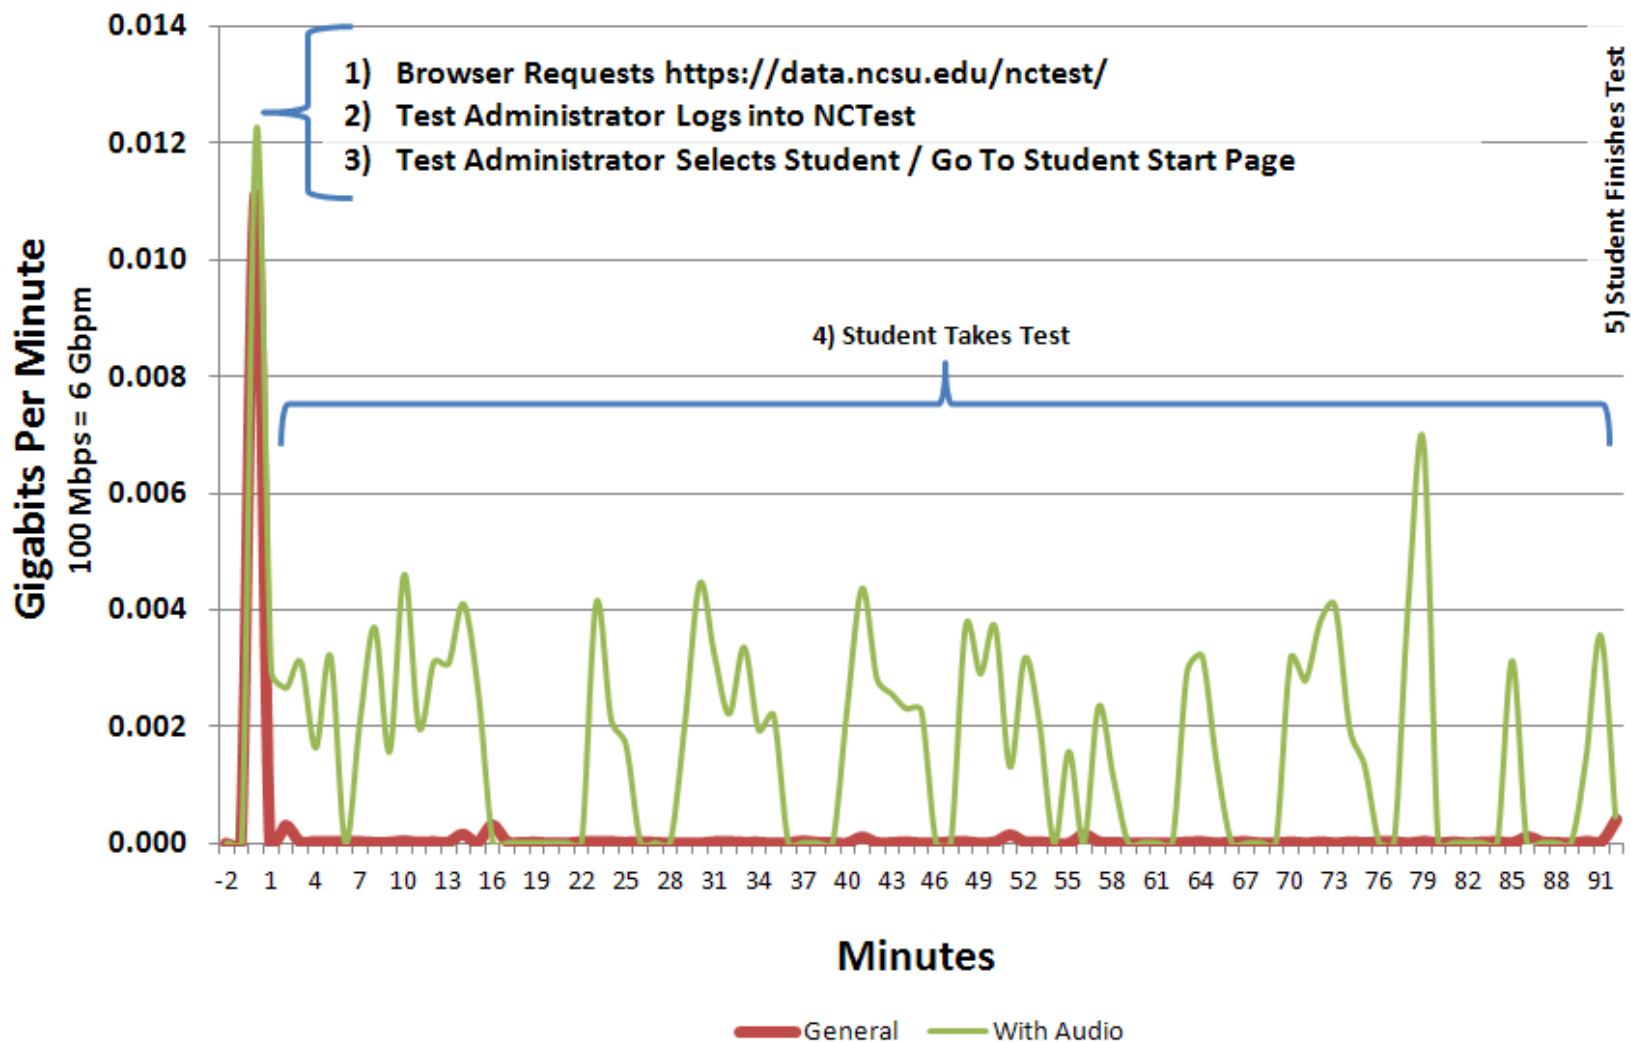 0.014
0.012
0.010
0.008
0.006
0.004
0.002
0.000
Gigabits Per Minute
100 Mbps = 6 Gbpm
1) Browser Requests https://data.ncsu.edu/nctest/
2) Test Administrator Logs into NCTest
3) Test Administrator Selects Student / Go To Student Start Page
4) Student Takes Test
5) Student Finishes Test
-2 1 4 7 10 13 16 19 22 25 28 31 34 37 40 43 46 49 52 55 58 61 64 67 70 73 76 79 82 85 88 91
Minutes
General With Audio